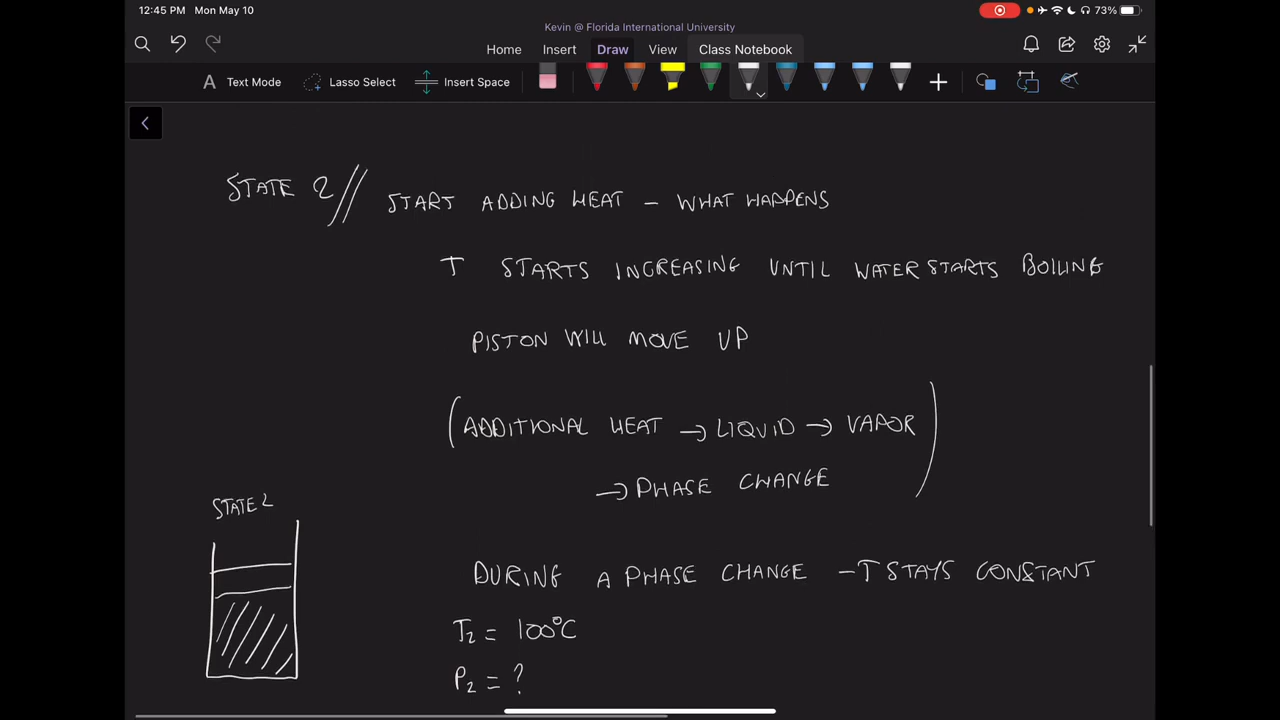 12:45 PM Mon May 10 73%
Kevin @ Florida International University
Home Insert Draw View Class Notebook
A Text Mode Lasso Select Insert Space
STATE 2// START ADDING HEAT - WHAT HAPPENS
T STARTS INCREASING UNTIL WATER STARTS BOILING
PISTON WILL MOVE UP
(ADDITIONAL HEAT → LIQUID → VAPOR
→ PHASE CHANGE)
STATE 2
DURING A PHASE CHANGE - T STAYS CONSTANT
T₂ = 100°C
P₂ = ?